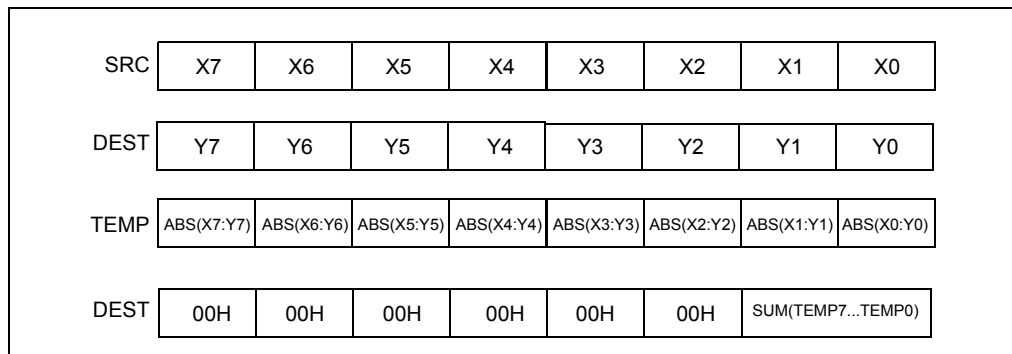 SRC X7 X6 X5 X4 X3 X2 X1 X0
DEST Y7 Y6 Y5 Y4 Y3 Y2 Y1 Y0
TEMP ABS(X7:Y7) ABS(X6:Y6) ABS(X5:Y5) ABS(X4:Y4) ABS(X3:Y3) ABS(X2:Y2) ABS(X1:Y1) ABS(X0:Y0)
DEST 00H 00H 00H 00H 00H 00H SUM(TEMP7...TEMP0)